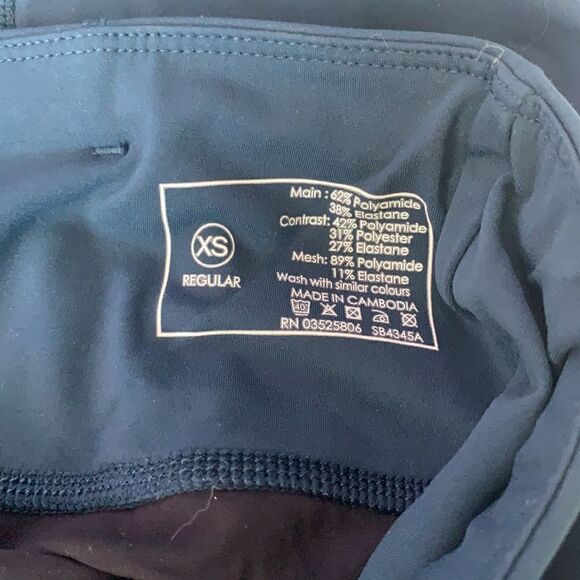 XS
REGULAR
Main : 62% Polyamide
38% Elastane
Contrast: 42% Polyamide
31% Polyester
27% Elastane
Mesh: 89% Polyamide
11% Elastane
Wash with similar colours
MADE IN CAMBODIA
40°
RN 03525806 SB4345A